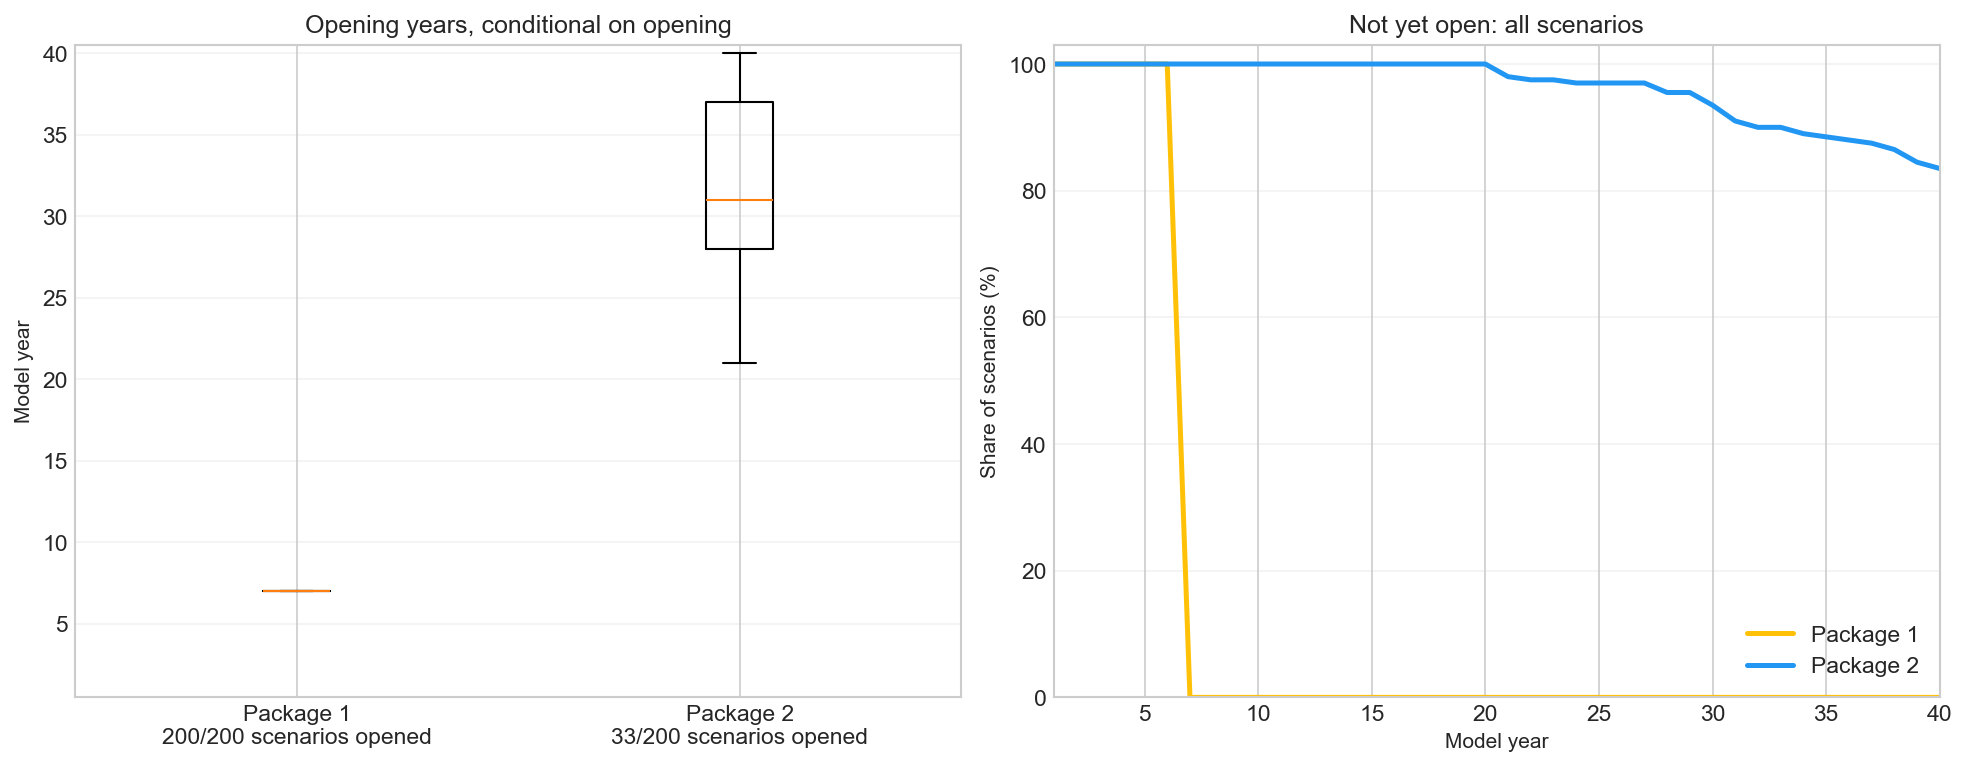 Opening years, conditional on opening
Model year
40
35
30
25
20
15
10
5
Package 1
200/200 scenarios opened
Package 2
33/200 scenarios opened
Not yet open: all scenarios
Share of scenarios (%)
100
80
60
40
20
0
5 10 15 20 25 30 35 40
Model year
Package 1
Package 2